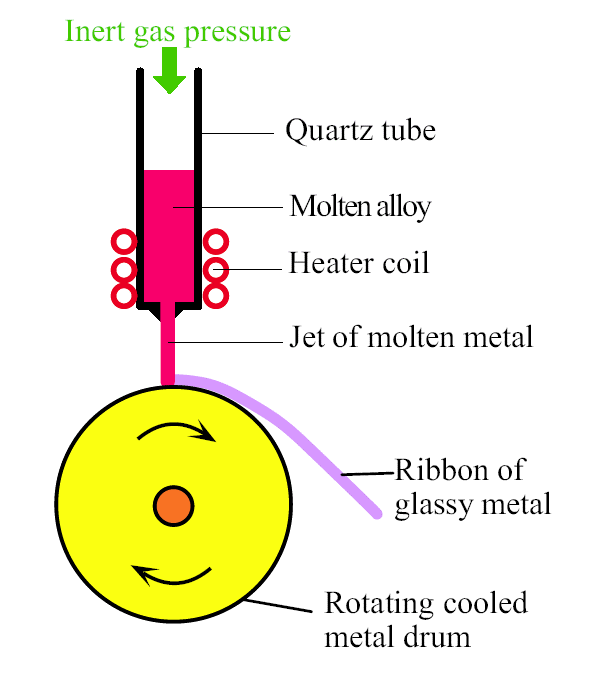 Inert gas pressure
Quartz tube
Molten alloy
Heater coil
Jet of molten metal
Ribbon of
glassy metal
Rotating cooled
metal drum